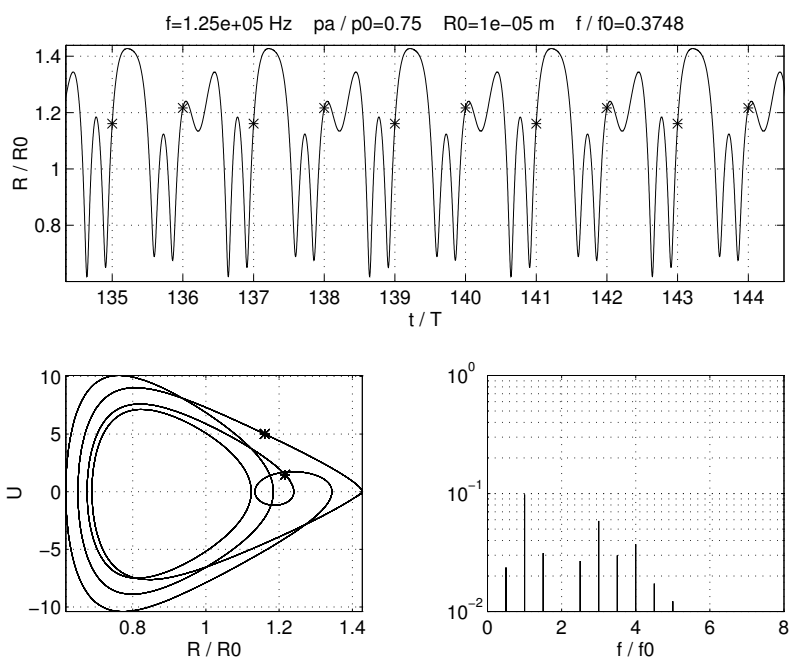 f=1.25e+05 Hz pa / p0=0.75 R0=1e−05 m f / f0=0.3748
1.4
1.2
1
0.8
R / R0
135 136 137 138 139 140 141 142 143 144
t / T
10
5
0
−5
−10
U
0.8 1 1.2 1.4
R / R0
10^0
10^−1
10^−2
0 2 4 6 8
f / f0